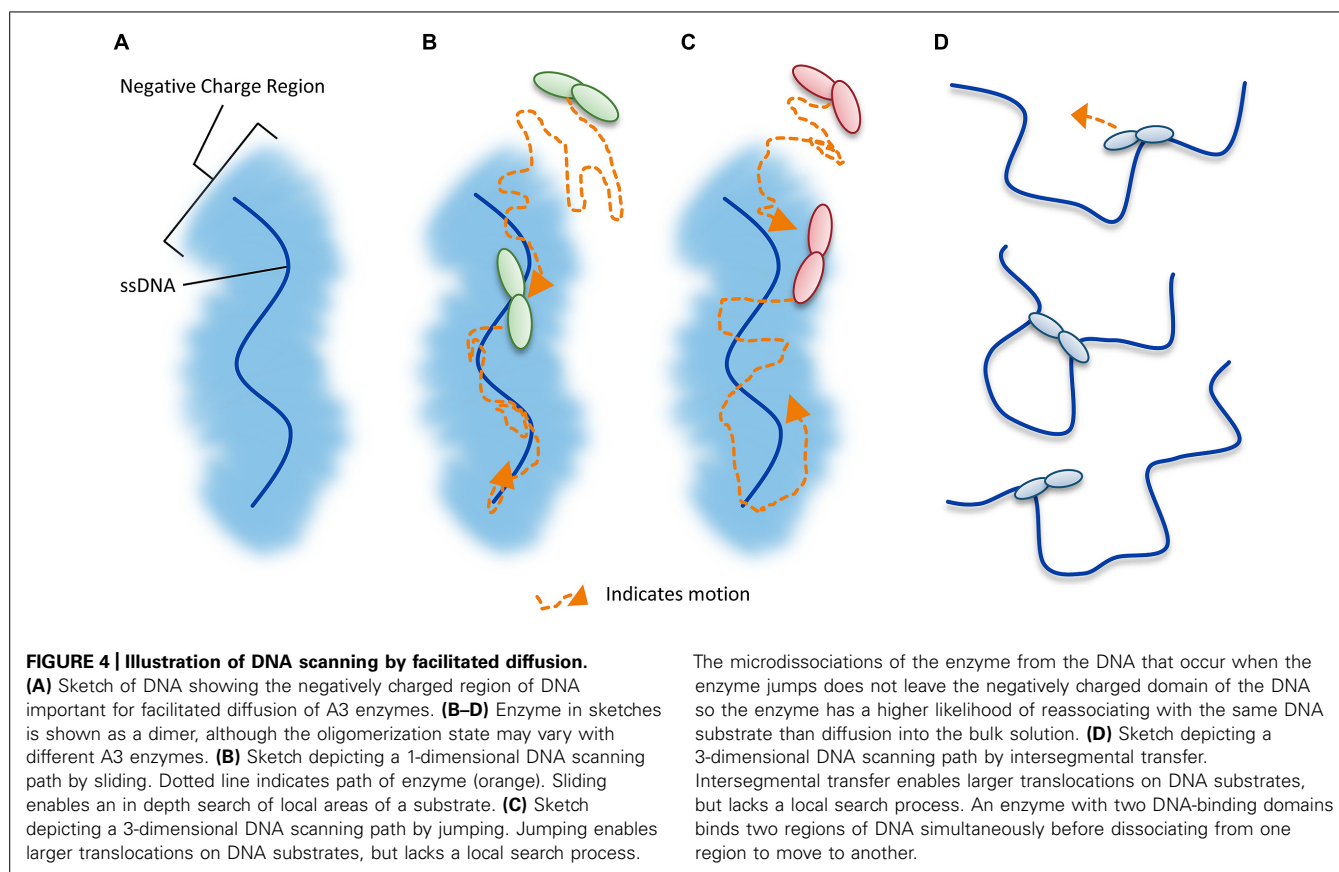 A
B
C
D
Negative Charge Region
ssDNA
Indicates motion
FIGURE 4 | Illustration of DNA scanning by facilitated diffusion.
(A) Sketch of DNA showing the negatively charged region of DNA
important for facilitated diffusion of A3 enzymes. (B–D) Enzyme in sketches
is shown as a dimer, although the oligomerization state may vary with
different A3 enzymes. (B) Sketch depicting a 1-dimensional DNA scanning
path by sliding. Dotted line indicates path of enzyme (orange). Sliding
enables an in depth search of local areas of a substrate. (C) Sketch
depicting a 3-dimensional DNA scanning path by jumping. Jumping enables
larger translocations on DNA substrates, but lacks a local search process.
The microdissociations of the enzyme from the DNA that occur when the
enzyme jumps does not leave the negatively charged domain of the DNA
so the enzyme has a higher likelihood of reassociating with the same DNA
substrate than diffusion into the bulk solution. (D) Sketch depicting a
3-dimensional DNA scanning path by intersegmental transfer.
Intersegmental transfer enables larger translocations on DNA substrates,
but lacks a local search process. An enzyme with two DNA-binding domains
binds two regions of DNA simultaneously before dissociating from one
region to move to another.